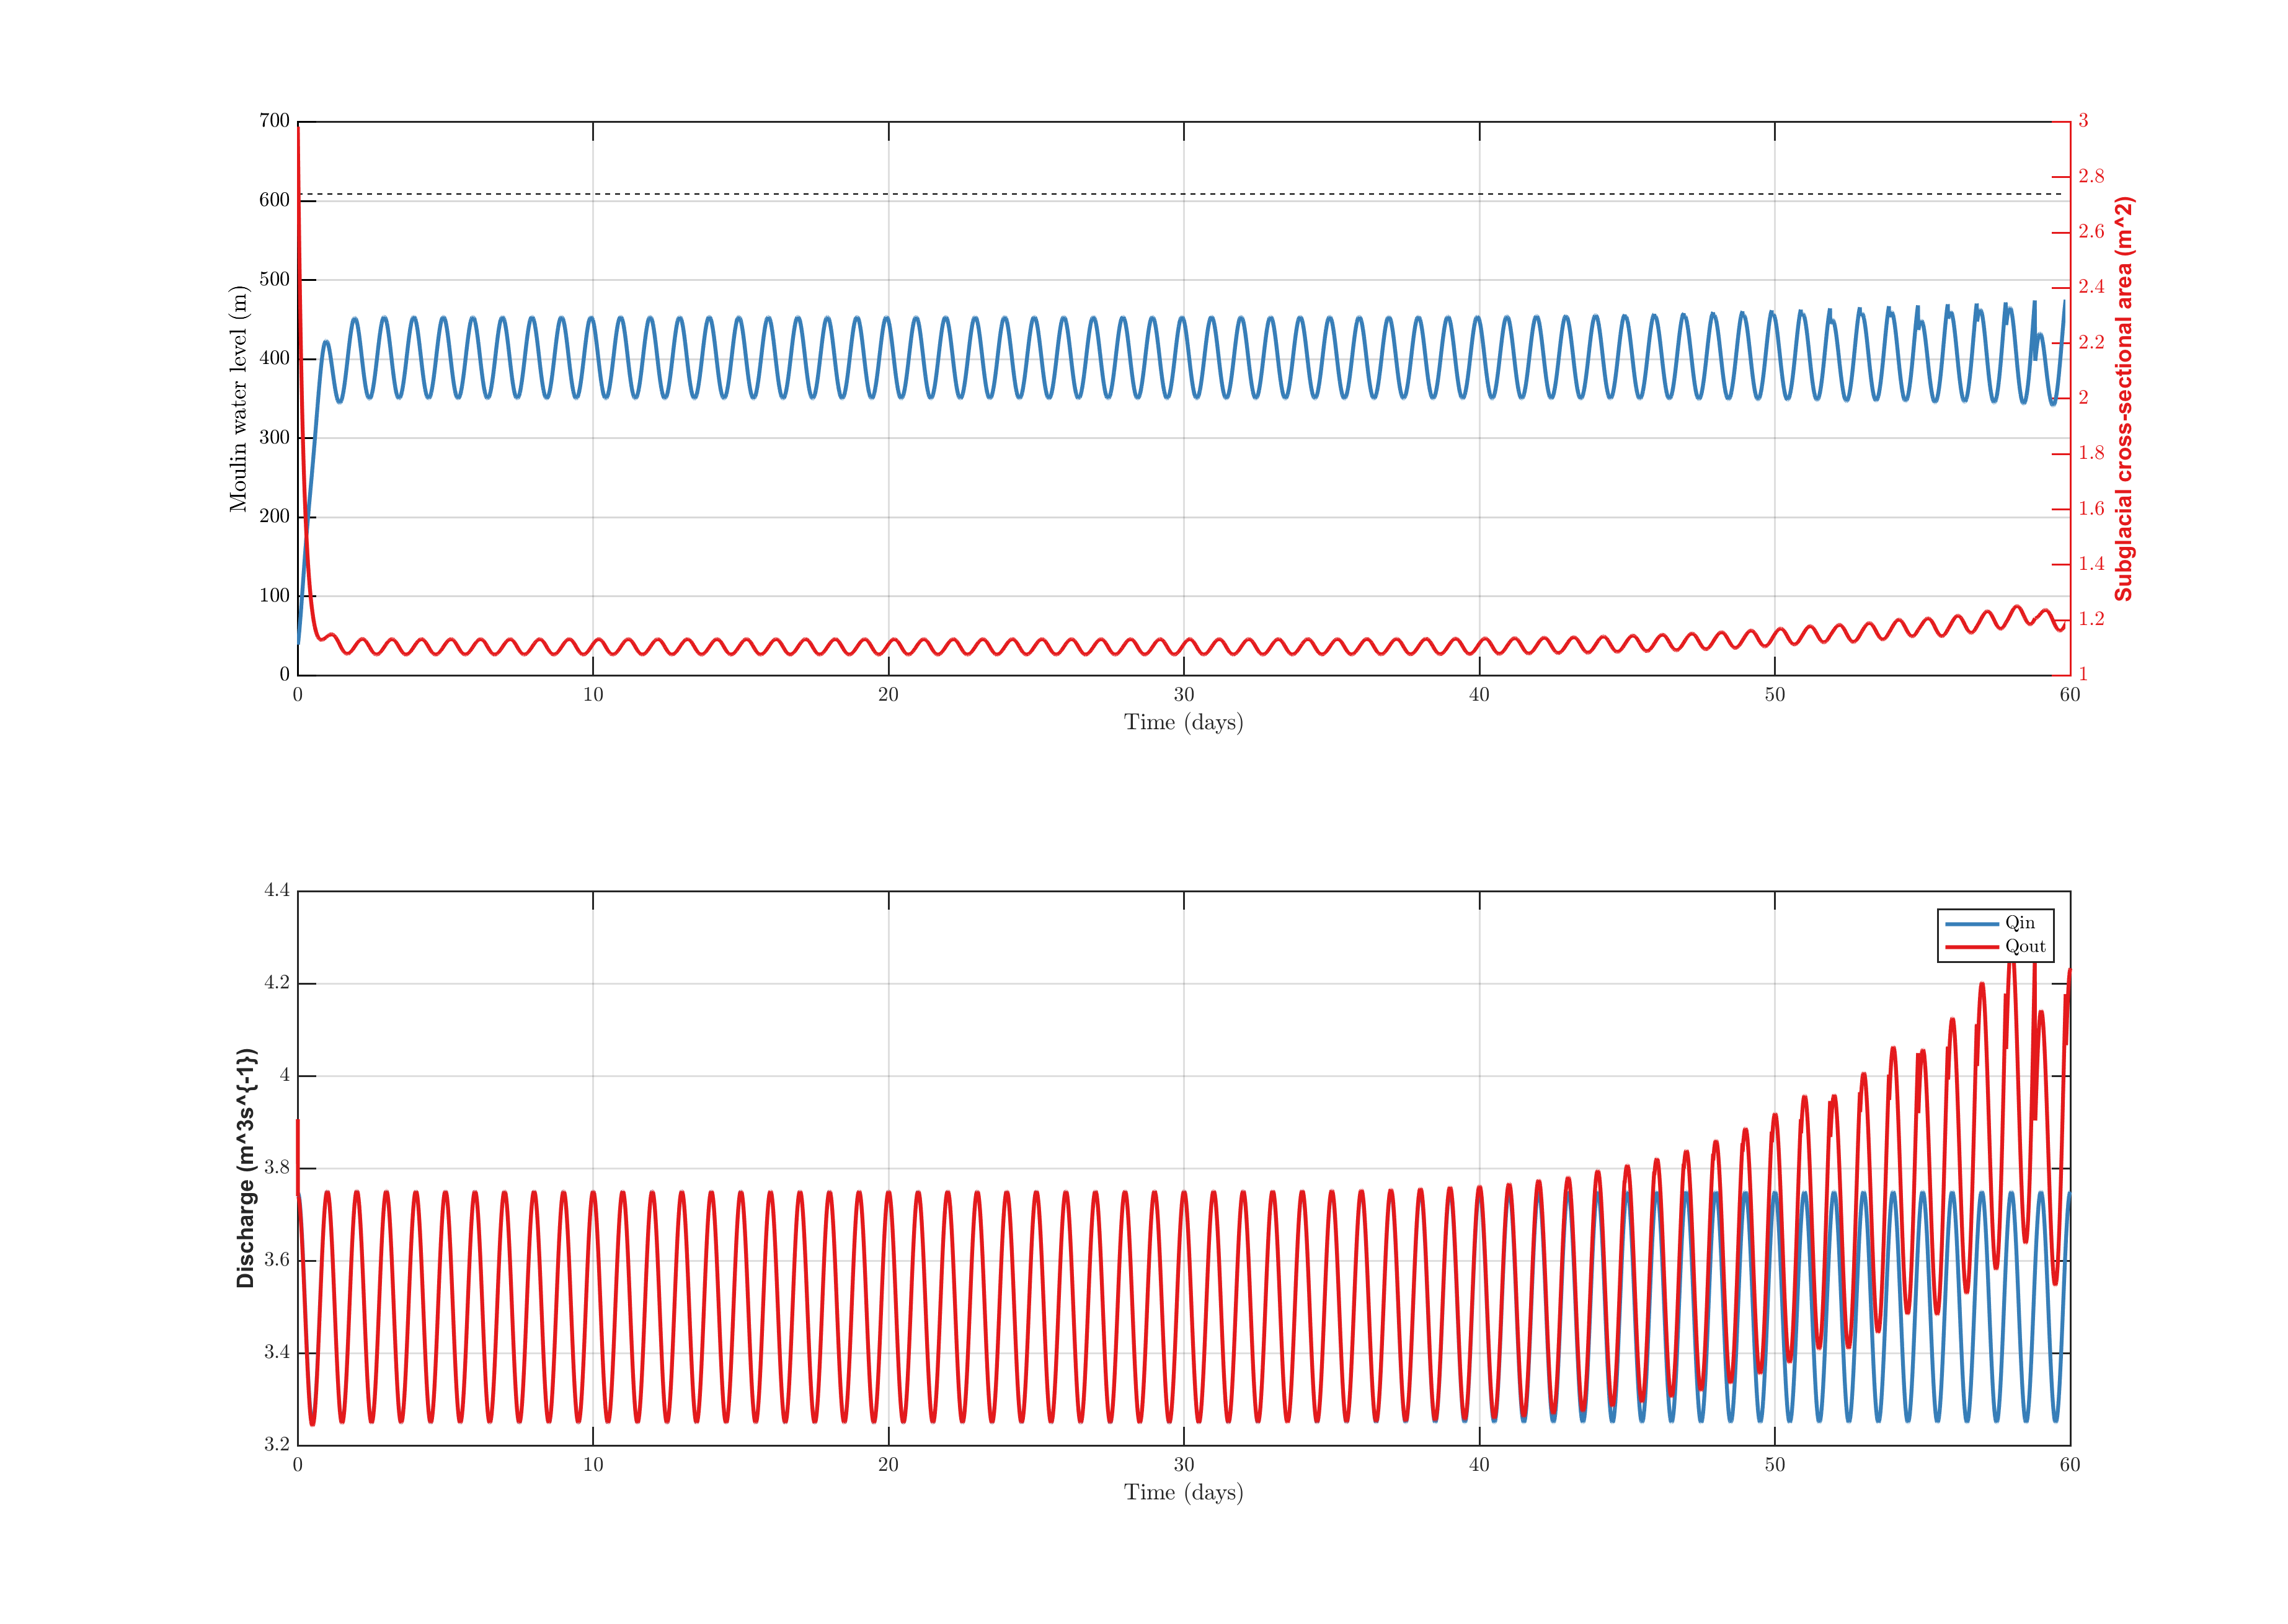 700
600
500
400
300
200
100
0
Moulin water level (m)
3
2.8
2.6
2.4
2.2
2
1.8
1.6
1.4
1.2
1
Subglacial cross-sectional area (m^2)
0 10 20 30 40 50 60
Time (days)
4.4
4.2
4
3.8
3.6
3.4
3.2
Discharge (m^3s^{-1})
Qin
Qout
0 10 20 30 40 50 60
Time (days)